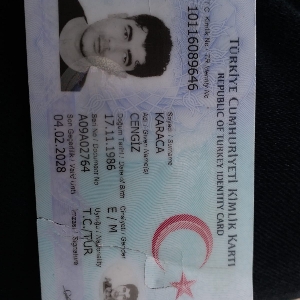 TÜRKİYE CUMHURİYETİ KİMLİK KARTI
REPUBLIC OF TURKEY IDENTITY CARD
T.C. Kimlik No / TR Identity No
10116089646
Soyadı / Surname
KARACA
Adı / Given Name(s)
CENGİZ
Doğum Tarihi / Date of Birth
17.11.1986
Cinsiyeti / Gender
E / M
Seri No / Document No
A09A02764
Uyruğu / Nationality
T.C./TUR
Son Geçerlilik / Valid Until
04.02.2028
İmzası / Signature